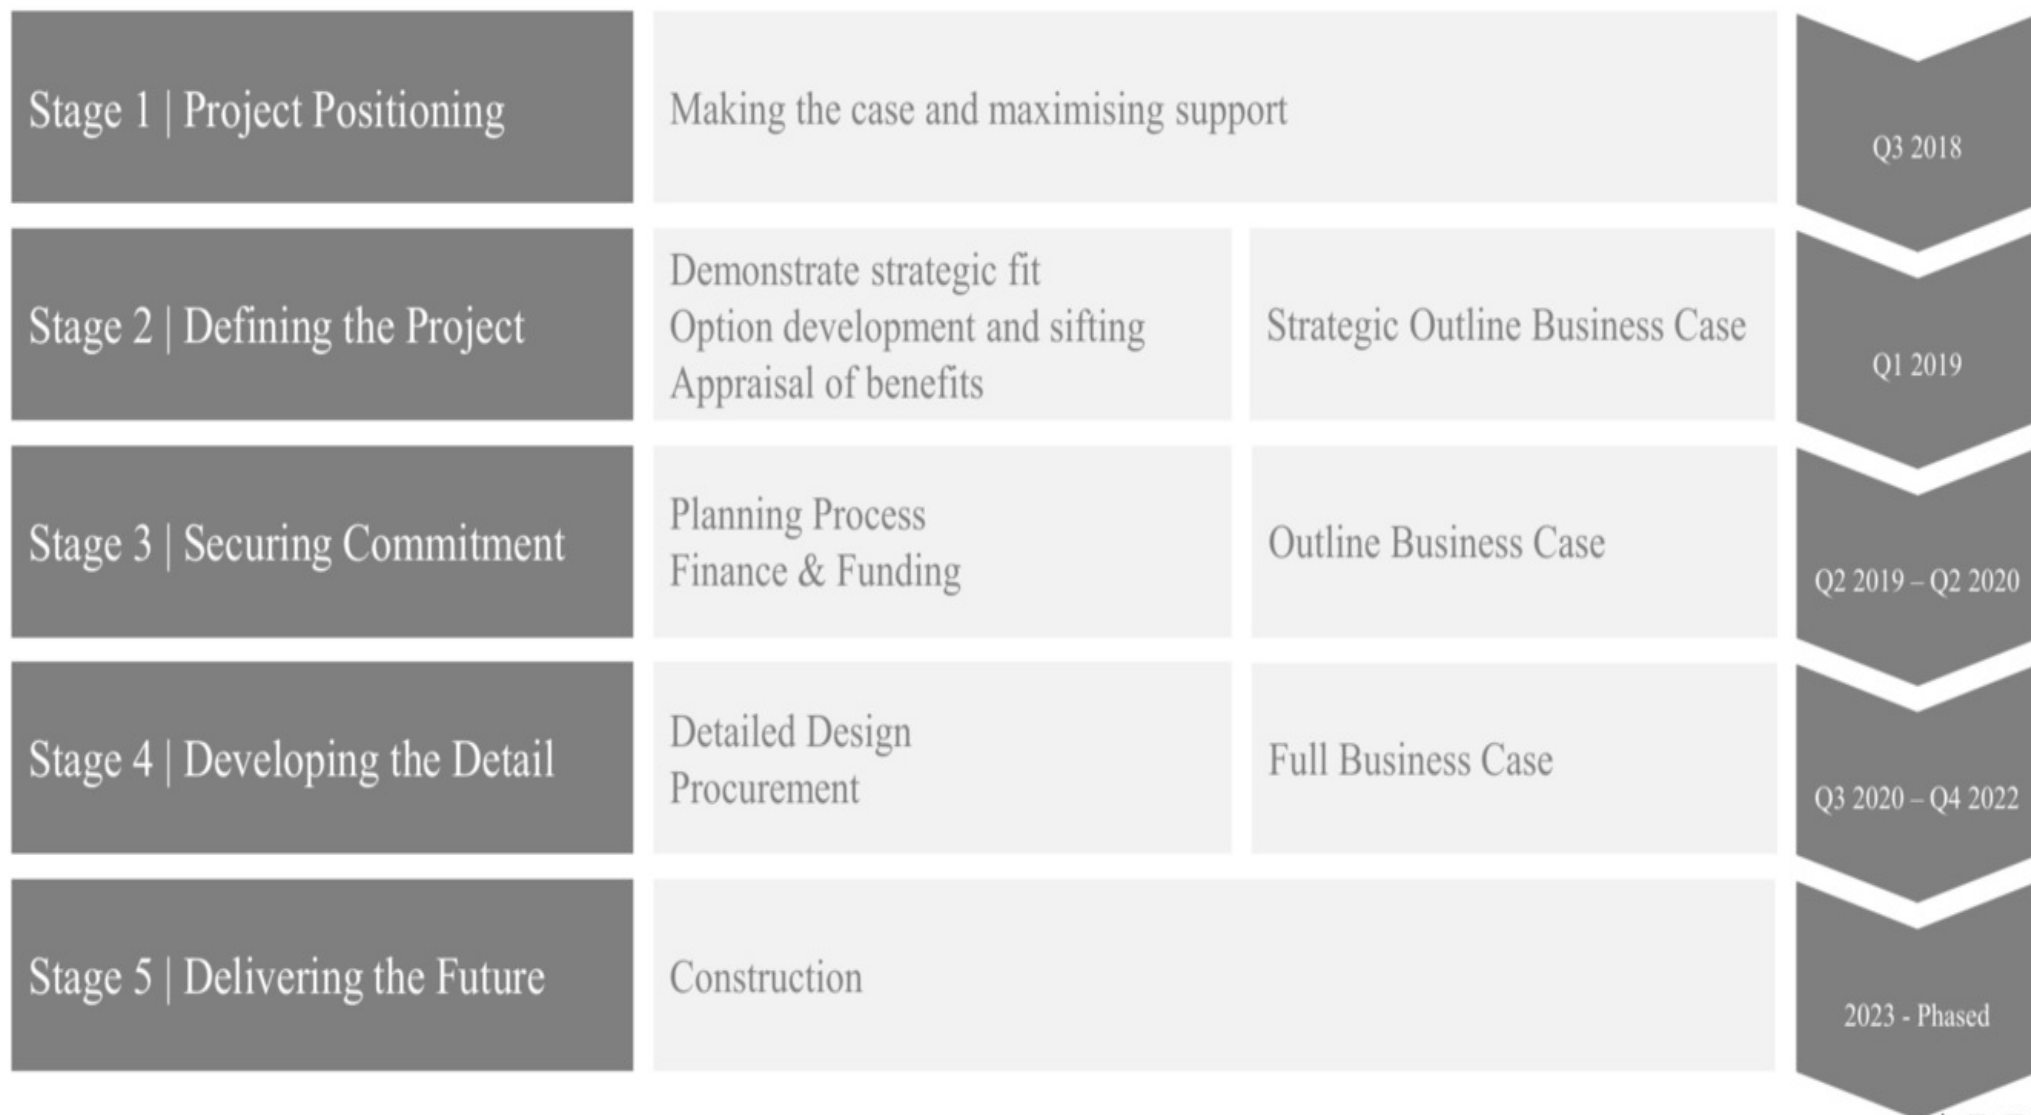 Stage 1 | Project Positioning
Making the case and maximising support
Q3 2018
Stage 2 | Defining the Project
Demonstrate strategic fit
Option development and sifting
Appraisal of benefits
Strategic Outline Business Case
Q1 2019
Stage 3 | Securing Commitment
Planning Process
Finance & Funding
Outline Business Case
Q2 2019 – Q2 2020
Stage 4 | Developing the Detail
Detailed Design
Procurement
Full Business Case
Q3 2020 – Q4 2022
Stage 5 | Delivering the Future
Construction
2023 - Phased